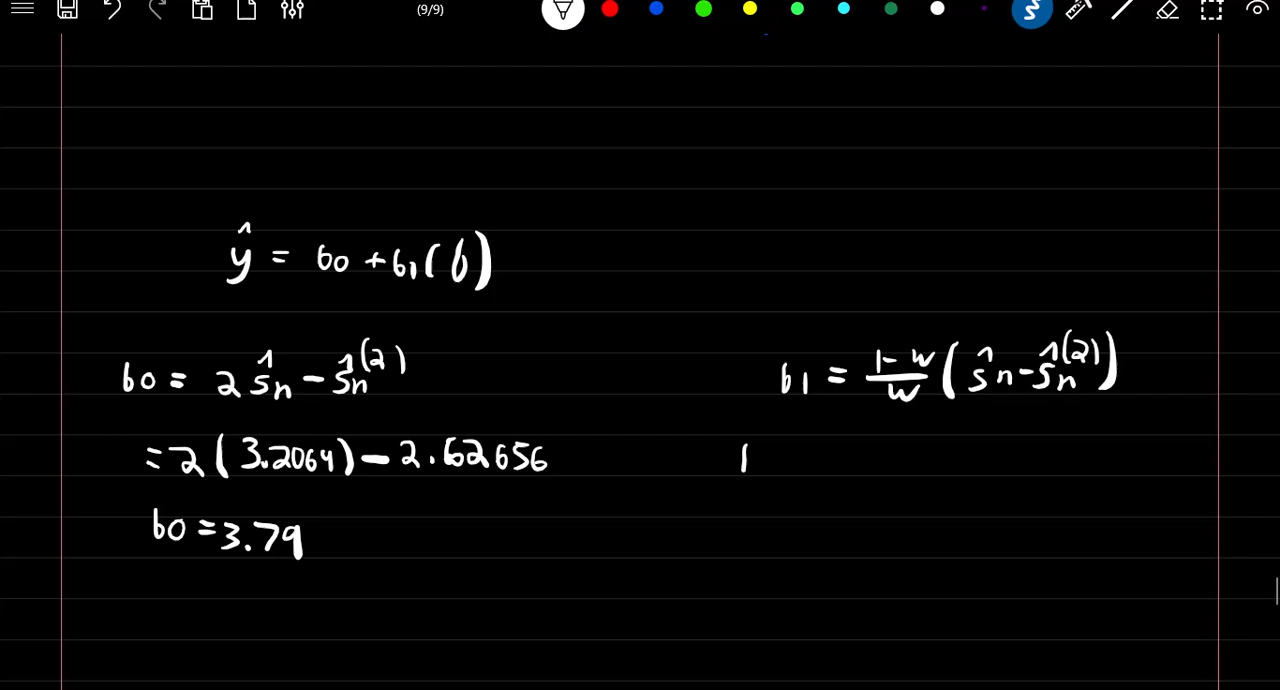 (9/9)
ŷ = b0 + b1(6)
b0 = 2ŝn - ŝn^(2)
b1 = 1-w/w (ŝn - ŝn^(2))
= 2(3.2064) - 2.62656
b0 = 3.79